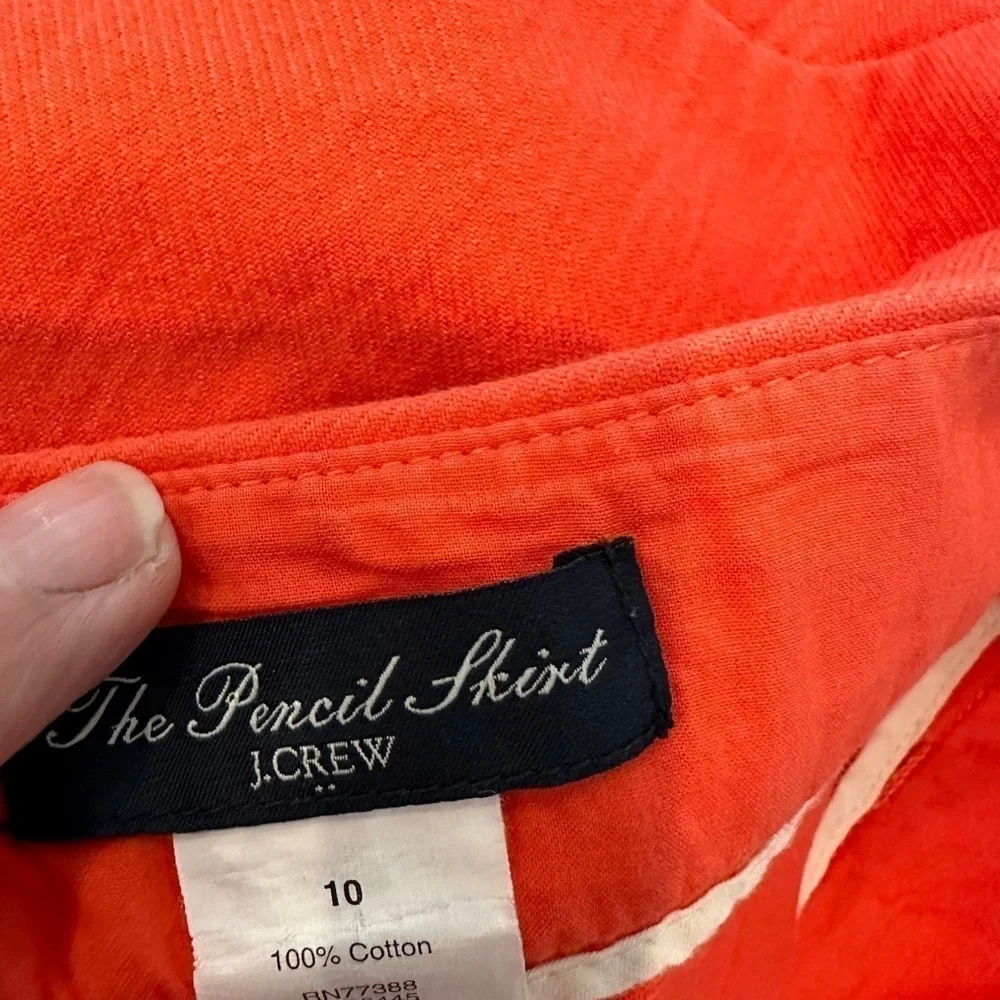 The Pencil Skirt
J.CREW
10
100% Cotton
RN77388